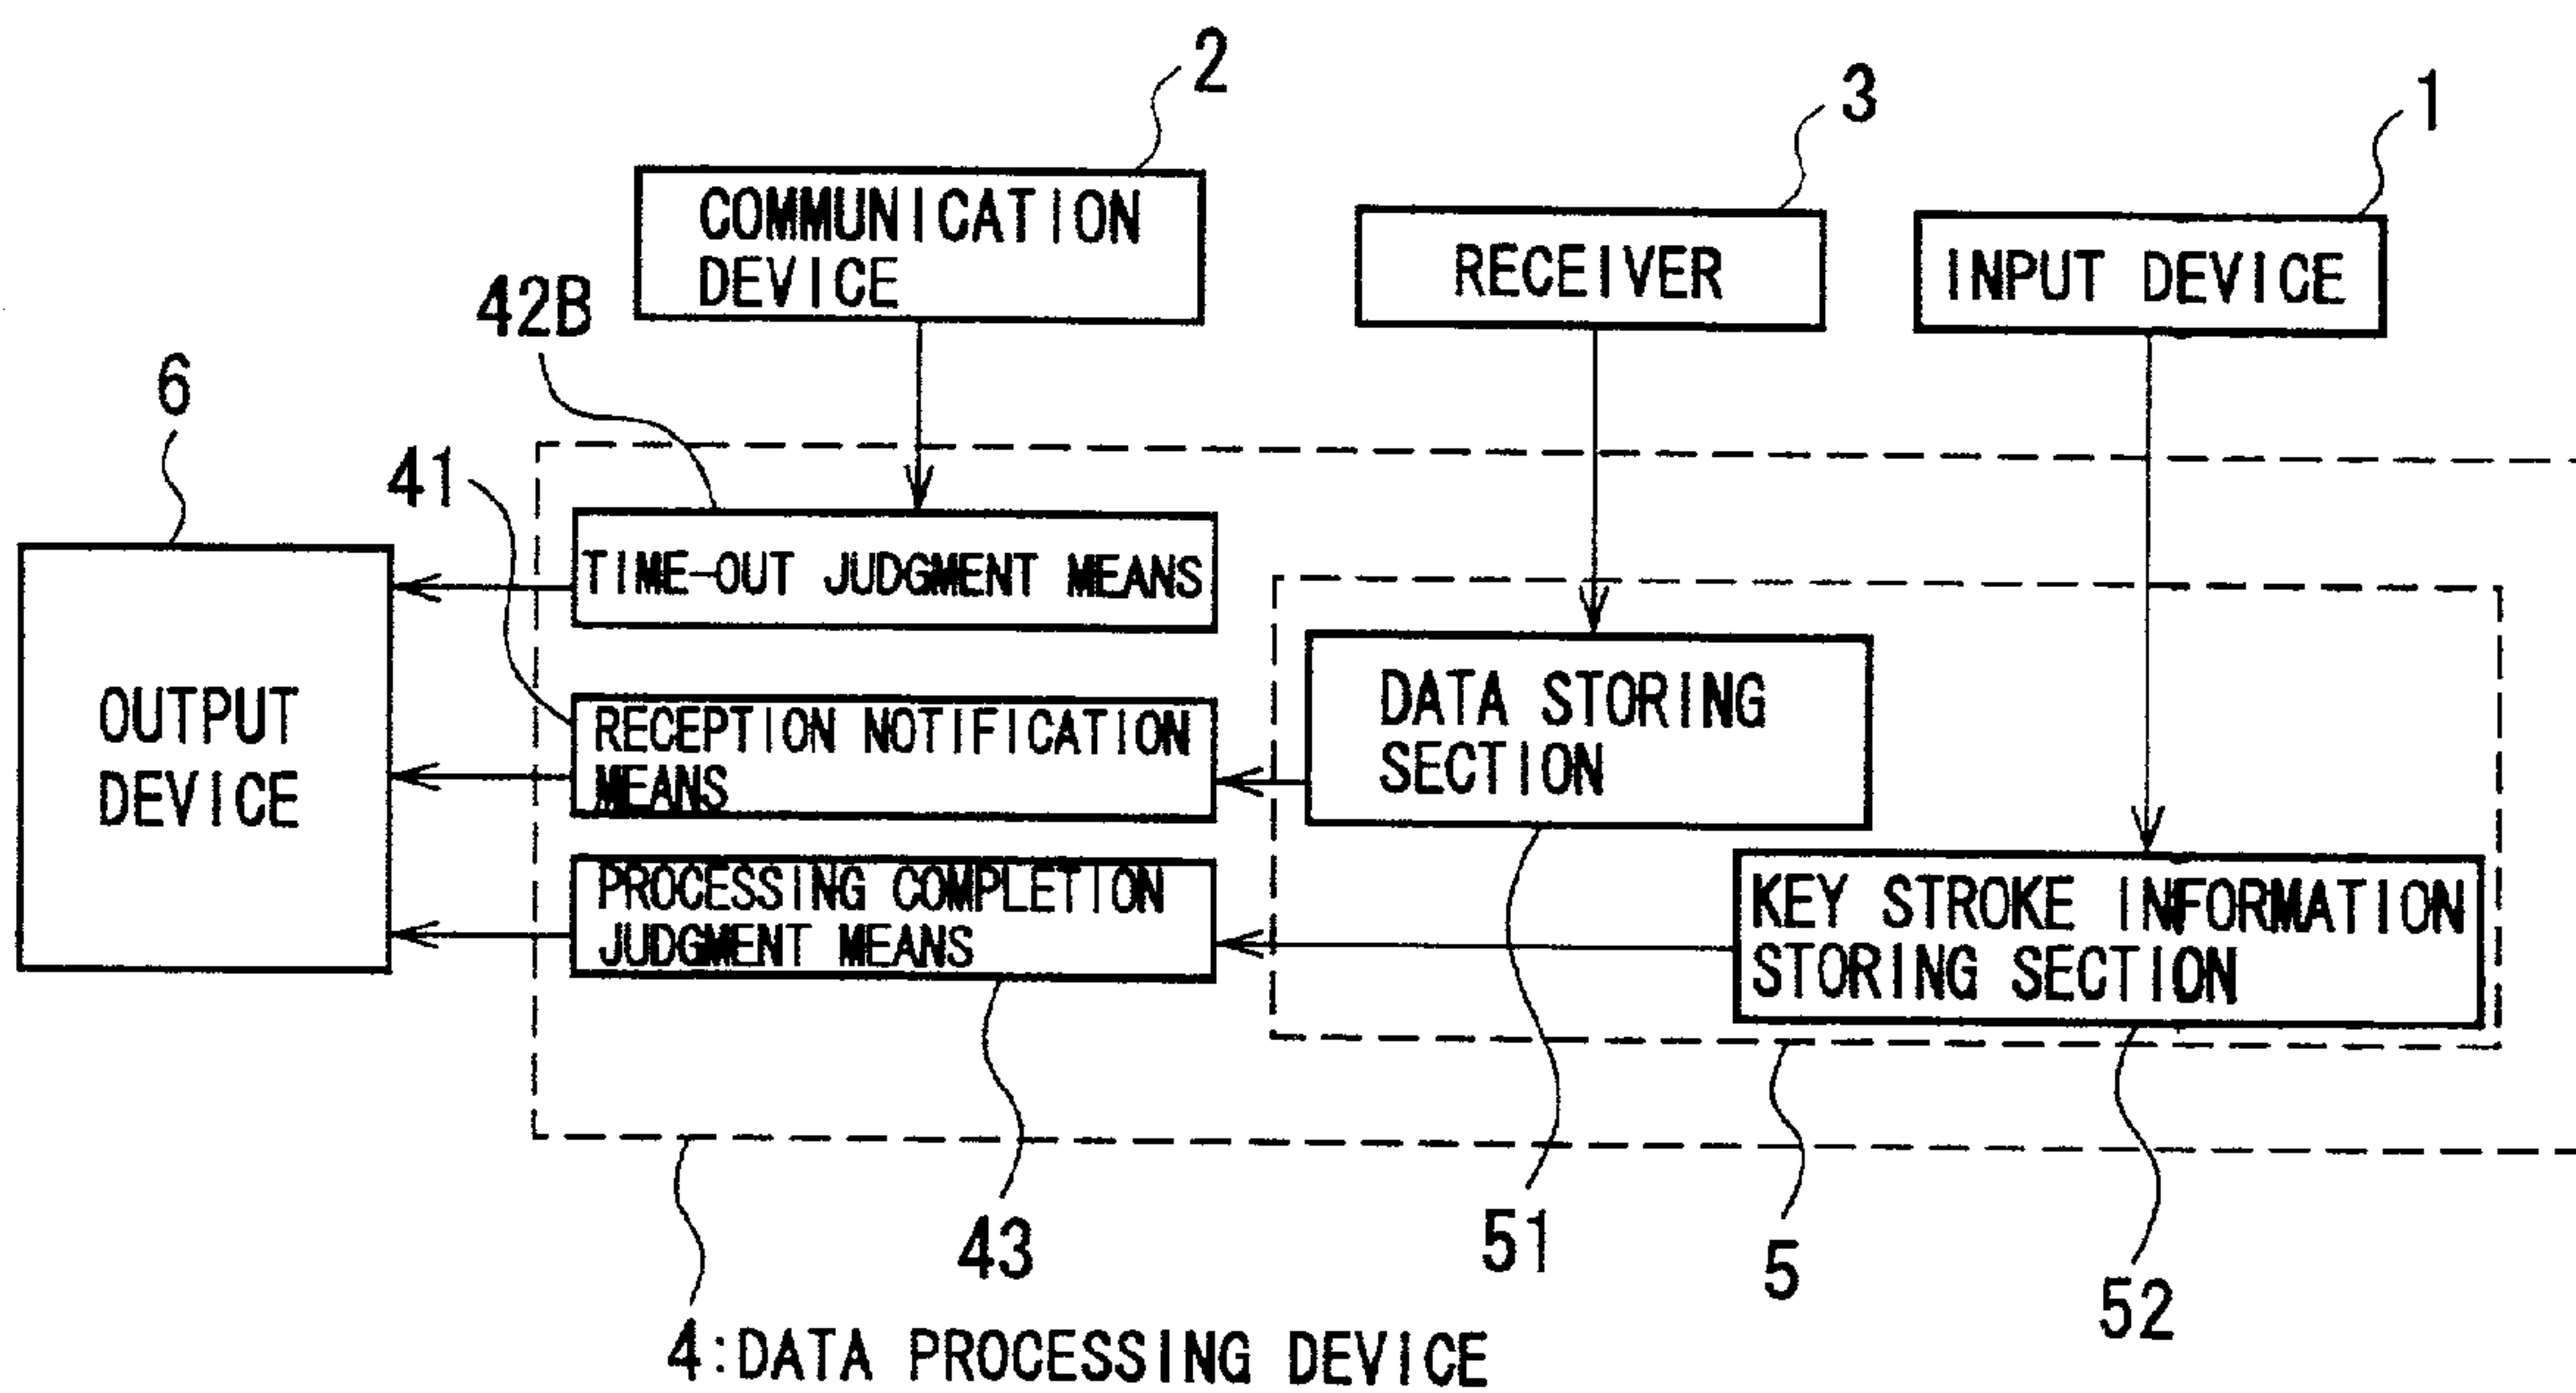 2
3
1
COMMUNICATION
DEVICE
RECEIVER
INPUT DEVICE
42B
6
41
TIME-OUT JUDGMENT MEANS
OUTPUT
DEVICE
RECEPTION NOTIFICATION
MEANS
DATA STORING
SECTION
PROCESSING COMPLETION
JUDGMENT MEANS
KEY STROKE INFORMATION
STORING SECTION
43
51
5
52
4:DATA PROCESSING DEVICE